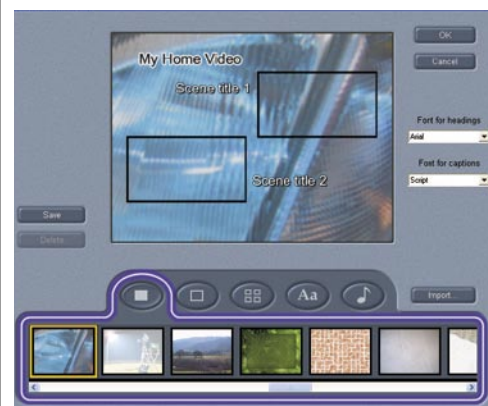 My Home Video
Scene title 1
Scene title 2
OK
Cancel
Font for headings
Arial
Font for captions
Script
Save
Delete
Import...
Aa